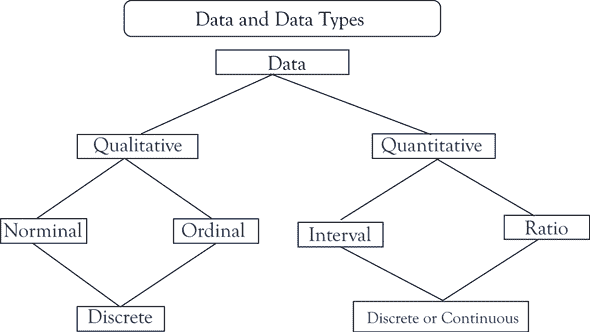 Data and Data Types
Data
Qualitative
Quantitative
Norminal
Ordinal
Interval
Ratio
Discrete
Discrete or Continuous